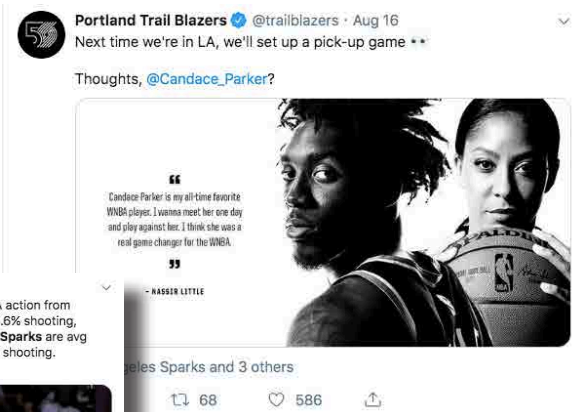 Portland Trail Blazers @trailblazers · Aug 16
Next time we're in LA, we'll set up a pick-up game 👀
Thoughts, @Candace_Parker?
“
Candace Parker is my all-time favorite
WNBA player. I wanna meet her one day
and play against her. I think she was a
real game changer for the WNBA.
”
- NASSIR LITTLE
SPALDING
NBA
action from
.6% shooting,
Sparks are avg
shooting.
eles Sparks and 3 others
68
586